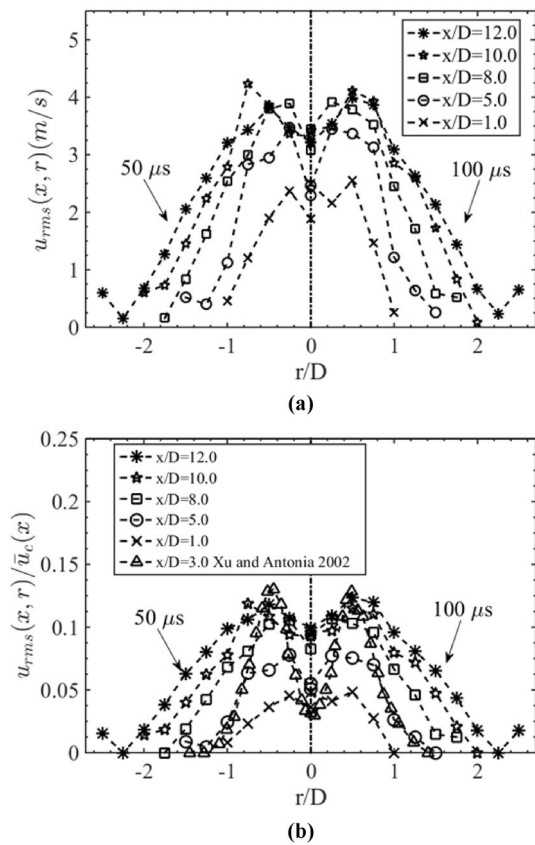 x/D=12.0
x/D=10.0
x/D=8.0
x/D=5.0
x/D=1.0
50 μs
100 μs
u_rms(x, r)(m/s)
5
4
3
2
1
0
-2 -1 0 1 2
r/D
(a)
x/D=12.0
x/D=10.0
x/D=8.0
x/D=5.0
x/D=1.0
x/D=3.0 Xu and Antonia 2002
50 μs
100 μs
u_rms(x, r)/ū_c(x)
0.25
0.2
0.15
0.1
0.05
0
-2 -1 0 1 2
r/D
(b)